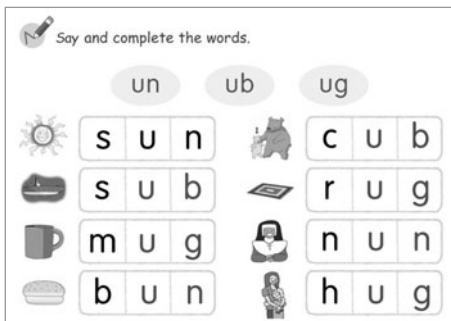 Say and complete the words.
un ub ug
s u n
c u b
s u b
r u g
m u g
n u n
b u n
h u g